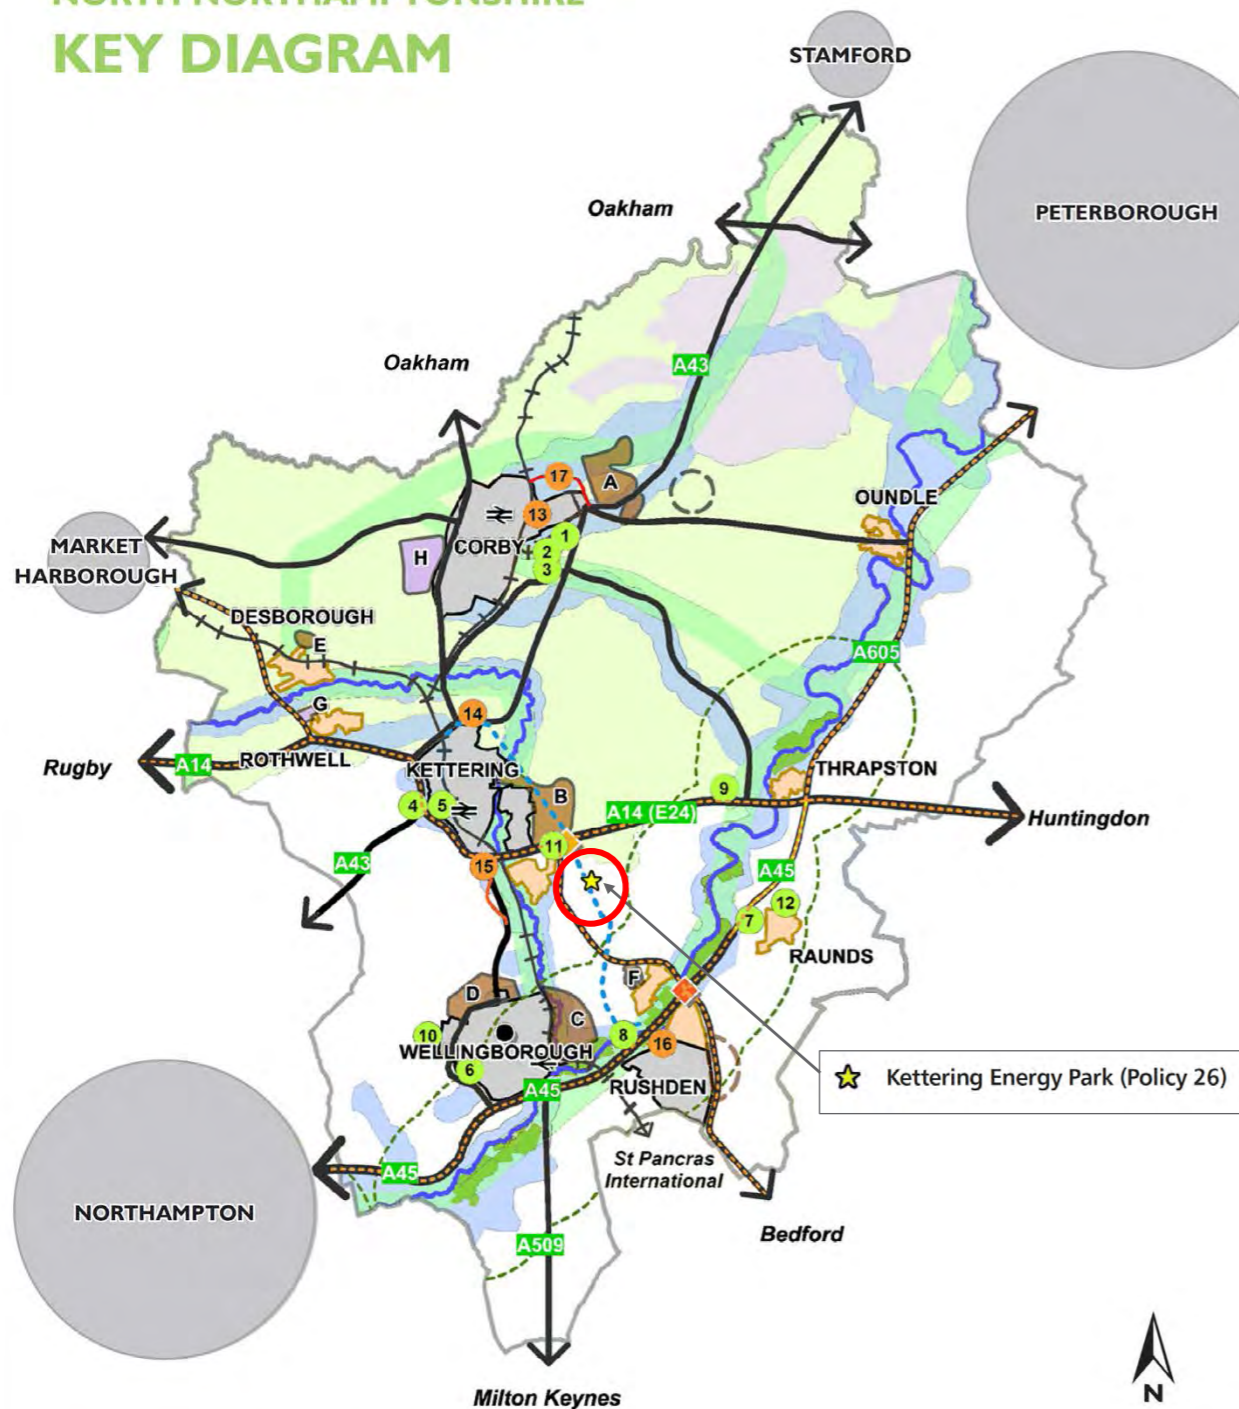 NORTH NORTHAMPTONSHIRE
KEY DIAGRAM
STAMFORD
PETERBOROUGH
Oakham
Oakham
A43
17
A
13
OUNDLE
MARKET
HARBOROUGH
H
CORBY
1
2
3
DESBOROUGH
E
A605
G
14
Rugby
A14
ROTHWELL
KETTERING
THRAPSTON
9
4
5
B
A14 (E24)
Huntingdon
11
A43
15
A45
12
7
RAUNDS
F
D
C
10
WELLINGBOROUGH
8
16
6
A45
RUSHDEN
Kettering Energy Park (Policy 26)
St Pancras
International
A45
NORTHAMPTON
A509
Bedford
Milton Keynes
N